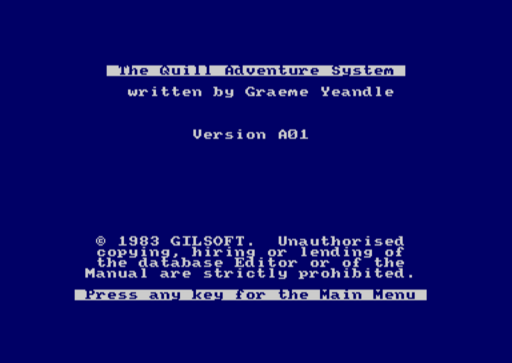 The Quill Adventure System
written by Graeme Yeandle
Version A01
© 1983 GILSOFT. Unauthorised
copying, hiring or lending of
the database Editor or of the
Manual are strictly prohibited.
Press any key for the Main Menu